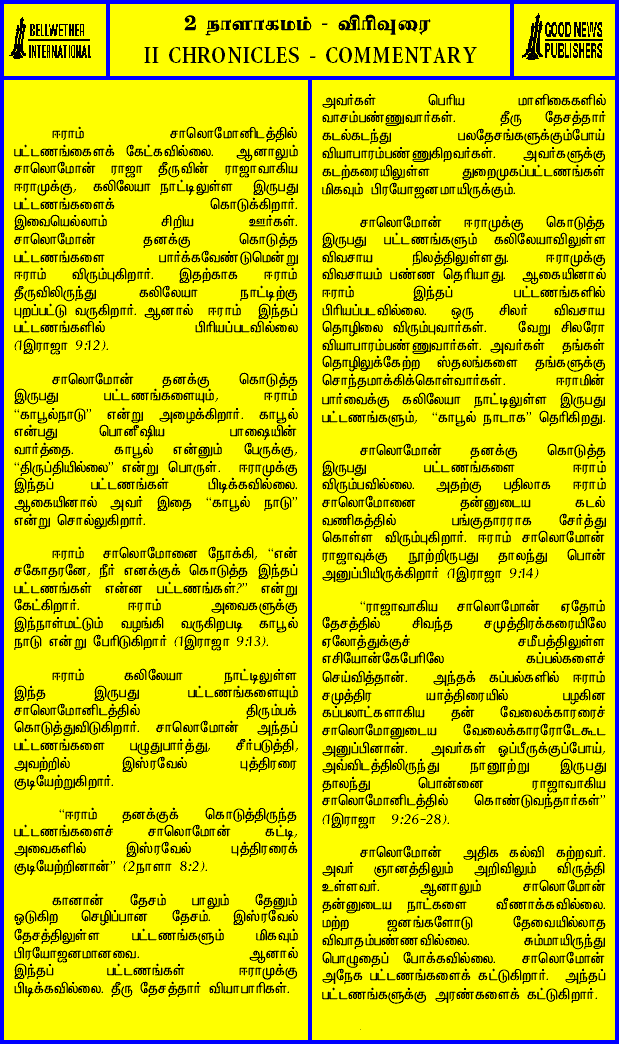 BELLWETHER
INTERNATIONAL
2 நாளாகமம் - விரிவுரை
II CHRONICLES - COMMENTARY
GOOD NEWS
PUBLISHERS
ஈராம் சாலொமோனிடத்தில்
பட்டணங்களைக் கேட்கவில்லை. ஆனாலும்
சாலொமோன் ராஜா தீருவின் ராஜாவாகிய
ஈராமுக்கு, கலிலேயா நாட்டிலுள்ள இருபது
பட்டணங்களைக் கொடுக்கிறார்.
இவையெல்லாம் சிறிய ஊர்கள்.
சாலொமோன் தனக்கு கொடுத்த
பட்டணங்களை பார்க்கவேண்டுமென்று
ஈராம் விரும்புகிறார். இதற்காக ஈராம்
தீருவிலிருந்து கலிலேயா நாட்டிற்கு
புறப்பட்டு வருகிறார். ஆனால் ஈராம் இந்தப்
பட்டணங்களில் பிரியப்படவில்லை
(1இராஜா 9:12).
சாலொமோன் தனக்கு கொடுத்த
இருபது பட்டணங்களையும், ஈராம்
“காபூல்நாடு” என்று அழைக்கிறார். காபூல்
என்பது பொனீஷிய பாஷையின்
வார்த்தை. காபூல் என்னும் பேருக்கு,
“திருப்தியில்லை” என்று பொருள். ஈராமுக்கு
இந்தப் பட்டணங்கள் பிடிக்கவில்லை.
ஆகையினால் அவர் இதை “காபூல் நாடு”
என்று சொல்லுகிறார்.
ஈராம் சாலொமோனை நோக்கி, “என்
சகோதரனே, நீர் எனக்குக் கொடுத்த இந்தப்
பட்டணங்கள் என்ன பட்டணங்கள்?” என்று
கேட்கிறார். ஈராம் அவைகளுக்கு
இந்நாள்மட்டும் வழங்கி வருகிறபடி காபூல்
நாடு என்று பேரிடுகிறார் (1இராஜா 9:13).
ஈராம் கலிலேயா நாட்டிலுள்ள
இந்த இருபது பட்டணங்களையும்
சாலொமோனிடத்தில் திரும்பக்
கொடுத்துவிடுகிறார். சாலொமோன் அந்தப்
பட்டணங்களை பழுதுபார்த்து, சீர்படுத்தி,
அவற்றில் இஸ்ரவேல் புத்திரரை
குடியேற்றுகிறார்.
“ஈராம் தனக்குக் கொடுத்திருந்த
பட்டணங்களைச் சாலொமோன் கட்டி,
அவைகளில் இஸ்ரவேல் புத்திரரைக்
குடியேற்றினான்” (2நாளா 8:2).
கானான் தேசம் பாலும் தேனும்
ஓடுகிற செழிப்பான தேசம். இஸ்ரவேல்
தேசத்திலுள்ள பட்டணங்களும் மிகவும்
பிரயோஜனமானவை. ஆனால்
இந்தப் பட்டணங்கள் ஈராமுக்கு
பிடிக்கவில்லை. தீரு தேசத்தார் வியாபாரிகள்.
அவர்கள் பெரிய மாளிகைகளில்
வாசம்பண்ணுவார்கள். தீரு தேசத்தார்
கடல்கடந்து பலதேசங்களுக்கும்போய்
வியாபாரம்பண்ணுகிறவர்கள். அவர்களுக்கு
கடற்கரையிலுள்ள துறைமுகப்பட்டணங்கள்
மிகவும் பிரயோஜனமாயிருக்கும்.
சாலொமோன் ஈராமுக்கு கொடுத்த
இருபது பட்டணங்களும் கலிலேயாவிலுள்ள
விவசாய நிலத்திலுள்ளது. ஈராமுக்கு
விவசாயம் பண்ண தெரியாது. ஆகையினால்
ஈராம் இந்தப் பட்டணங்களில்
பிரியப்படவில்லை. ஒரு சிலர் விவசாய
தொழிலை விரும்புவார்கள். வேறு சிலரோ
வியாபாரம்பண்ணுவார்கள். அவர்கள் தங்கள்
தொழிலுக்கேற்ற ஸ்தலங்களை தங்களுக்கு
சொந்தமாக்கிக்கொள்வார்கள். ஈராமின்
பார்வைக்கு கலிலேயா நாட்டிலுள்ள இருபது
பட்டணங்களும், “காபூல் நாடாக” தெரிகிறது.
சாலொமோன் தனக்கு கொடுத்த
இருபது பட்டணங்களை ஈராம்
விரும்பவில்லை. அதற்கு பதிலாக ஈராம்
சாலொமோனை தன்னுடைய கடல்
வணிகத்தில் பங்குதாரராக சேர்த்து
கொள்ள விரும்புகிறார். ஈராம் சாலொமோன்
ராஜாவுக்கு நூற்றிருபது தாலந்து பொன்
அனுப்பியிருக்கிறார் (1இராஜா 9:14)
“ராஜாவாகிய சாலொமோன் ஏதோம்
தேசத்தில் சிவந்த சமுத்திரக்கரையிலே
ஏலோத்துக்குச் சமீபத்திலுள்ள
எசியோன்கேபேரிலே கப்பல்களைச்
செய்வித்தான். அந்தக் கப்பல்களில் ஈராம்
சமுத்திர யாத்திரையில் பழகின
கப்பலாட்களாகிய தன் வேலைக்காரரைச்
சாலொமோனுடைய வேலைக்காரரோடேகூட
அனுப்பினான். அவர்கள் ஓப்பீருக்குப்போய்,
அவ்விடத்திலிருந்து நானூற்று இருபது
தாலந்து பொன்னை ராஜாவாகிய
சாலொமோனிடத்தில் கொண்டுவந்தார்கள்”
(1இராஜா 9:26-28).
சாலொமோன் அதிக கல்வி கற்றவர்.
அவர் ஞானத்திலும் அறிவிலும் விருத்தி
உள்ளவர். ஆனாலும் சாலொமோன்
தன்னுடைய நாட்களை வீணாக்கவில்லை.
மற்ற ஜனங்களோடு தேவையில்லாத
விவாதம்பண்ணவில்லை. சும்மாயிருந்து
பொழுதைப் போக்கவில்லை. சாலொமோன்
அநேக பட்டணங்களைக் கட்டுகிறார். அந்தப்
பட்டணங்களுக்கு அரண்களைக் கட்டுகிறார்.